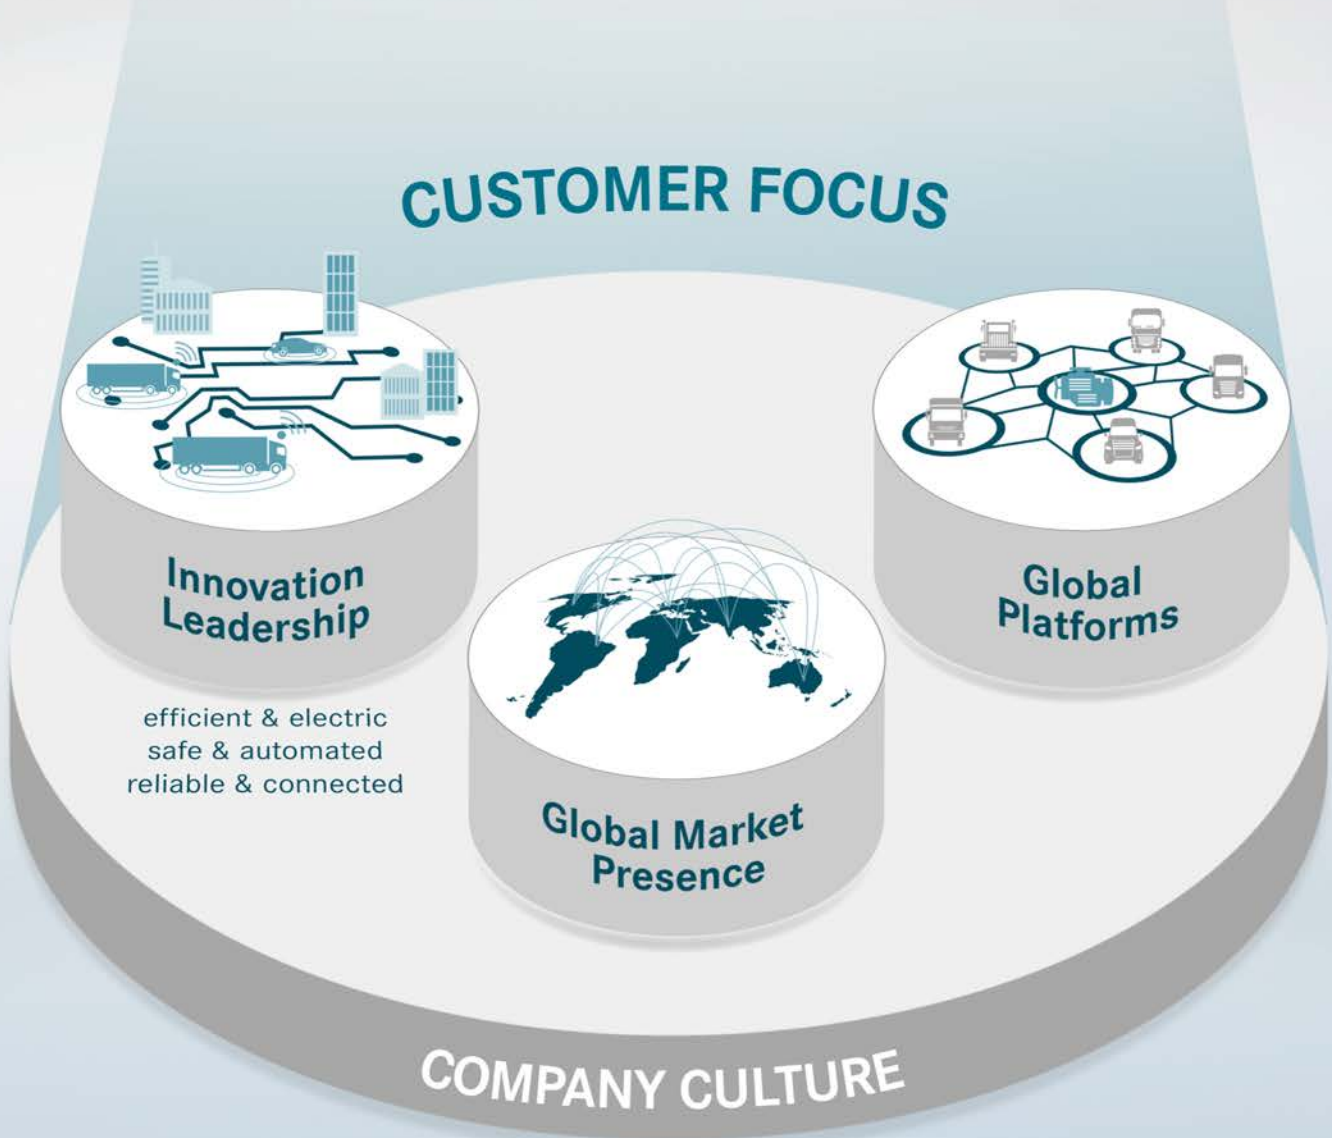 CUSTOMER FOCUS
Innovation
Leadership
efficient & electric
safe & automated
reliable & connected
Global Market
Presence
Global
Platforms
COMPANY CULTURE